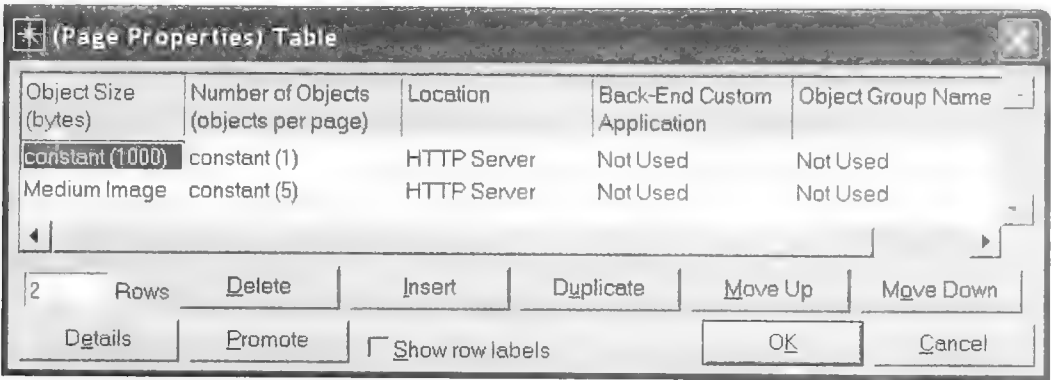 (Page Properties) Table
Object Size (bytes) Number of Objects (objects per page) Location Back-End Custom Application Object Group Name
constant (1000) constant (1) HTTP Server Not Used Not Used
Medium Image constant (5) HTTP Server Not Used Not Used
2 Rows Delete Insert Duplicate Move Up Move Down
Details Promote Show row labels OK Cancel